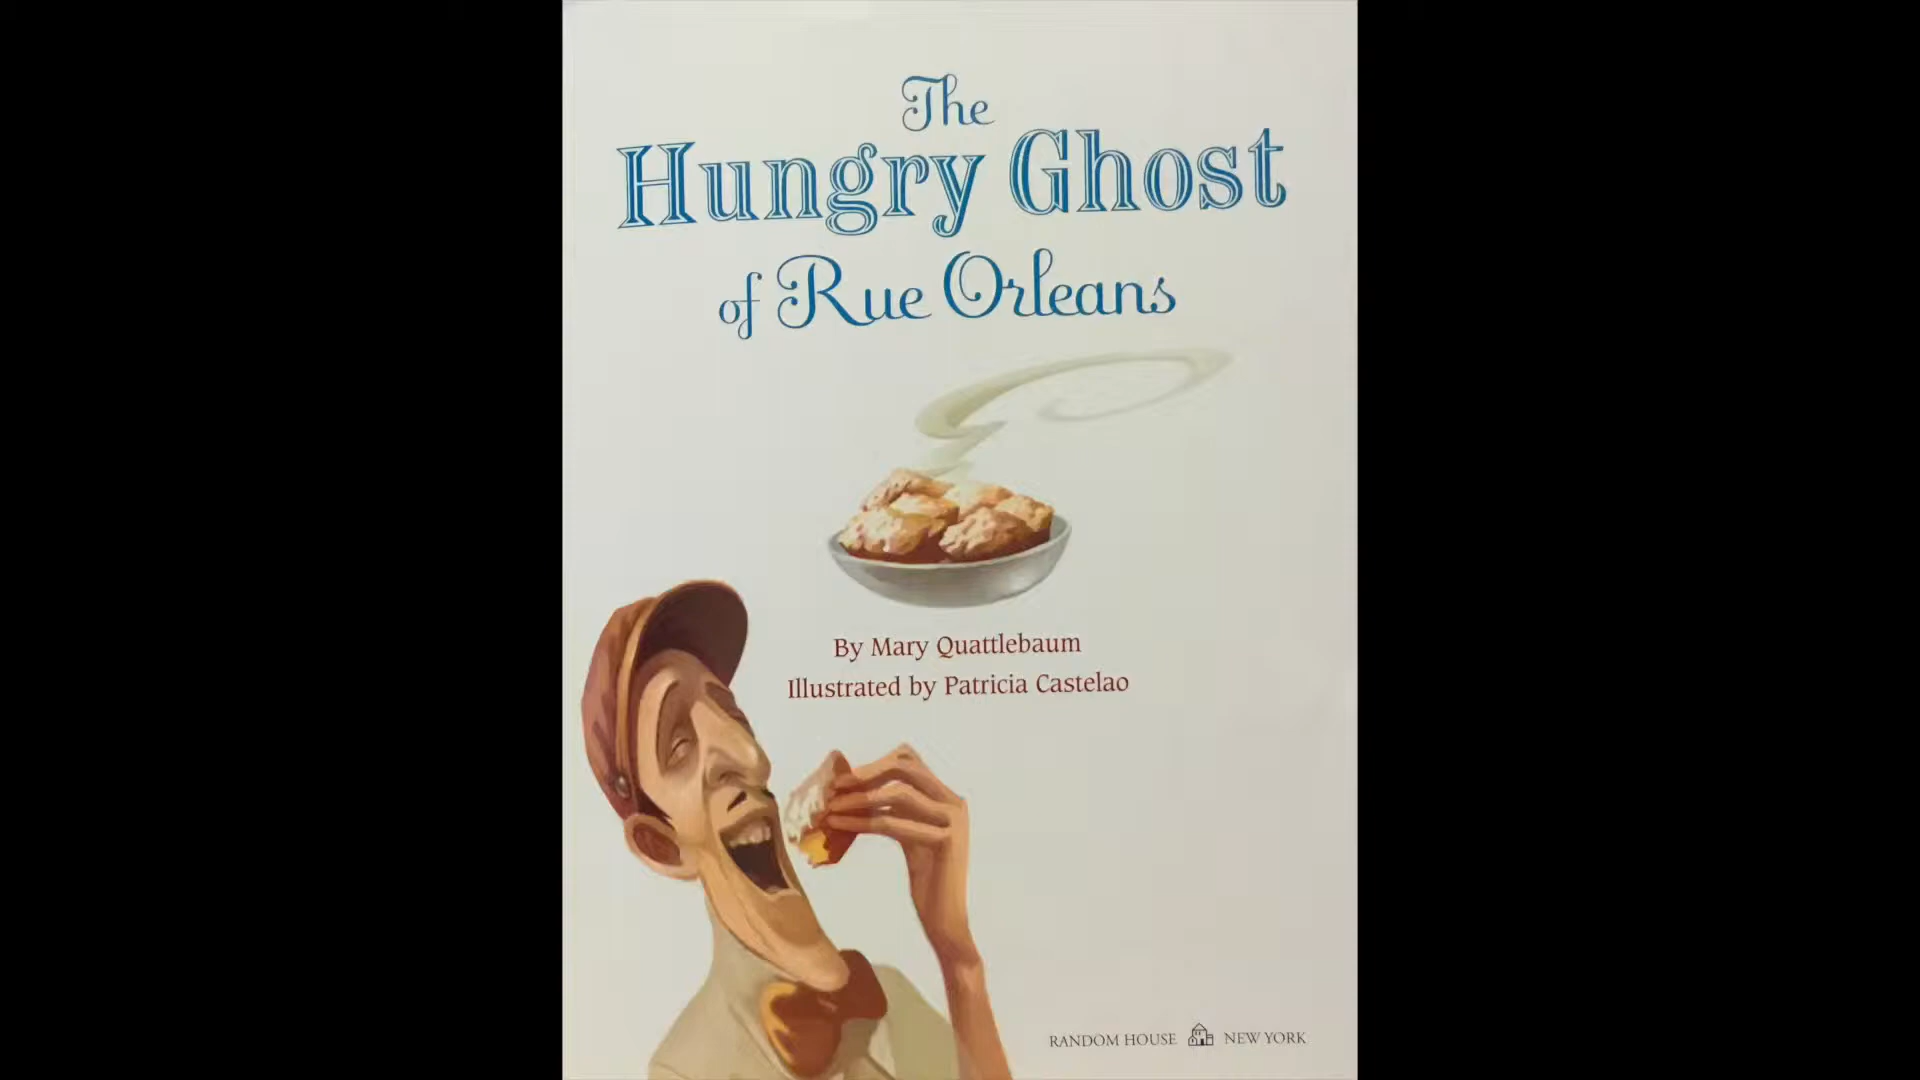 The
Hungry Ghost
of Rue Orleans
By Mary Quattlebaum
Illustrated by Patricia Castelao
RANDOM HOUSE NEW YORK